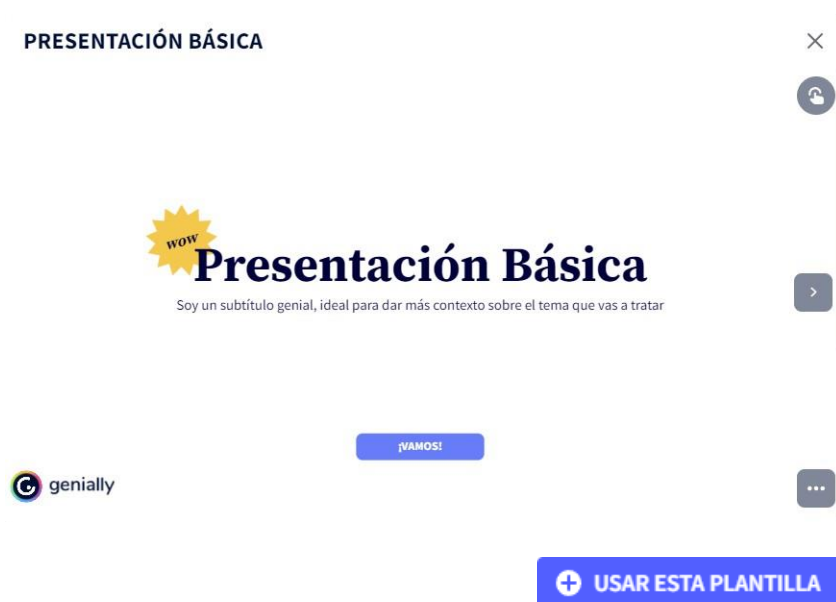 PRESENTACIÓN BÁSICA
wow
Presentación Básica
Soy un subtítulo genial, ideal para dar más contexto sobre el tema que vas a tratar
¡VAMOS!
genially
USAR ESTA PLANTILLA